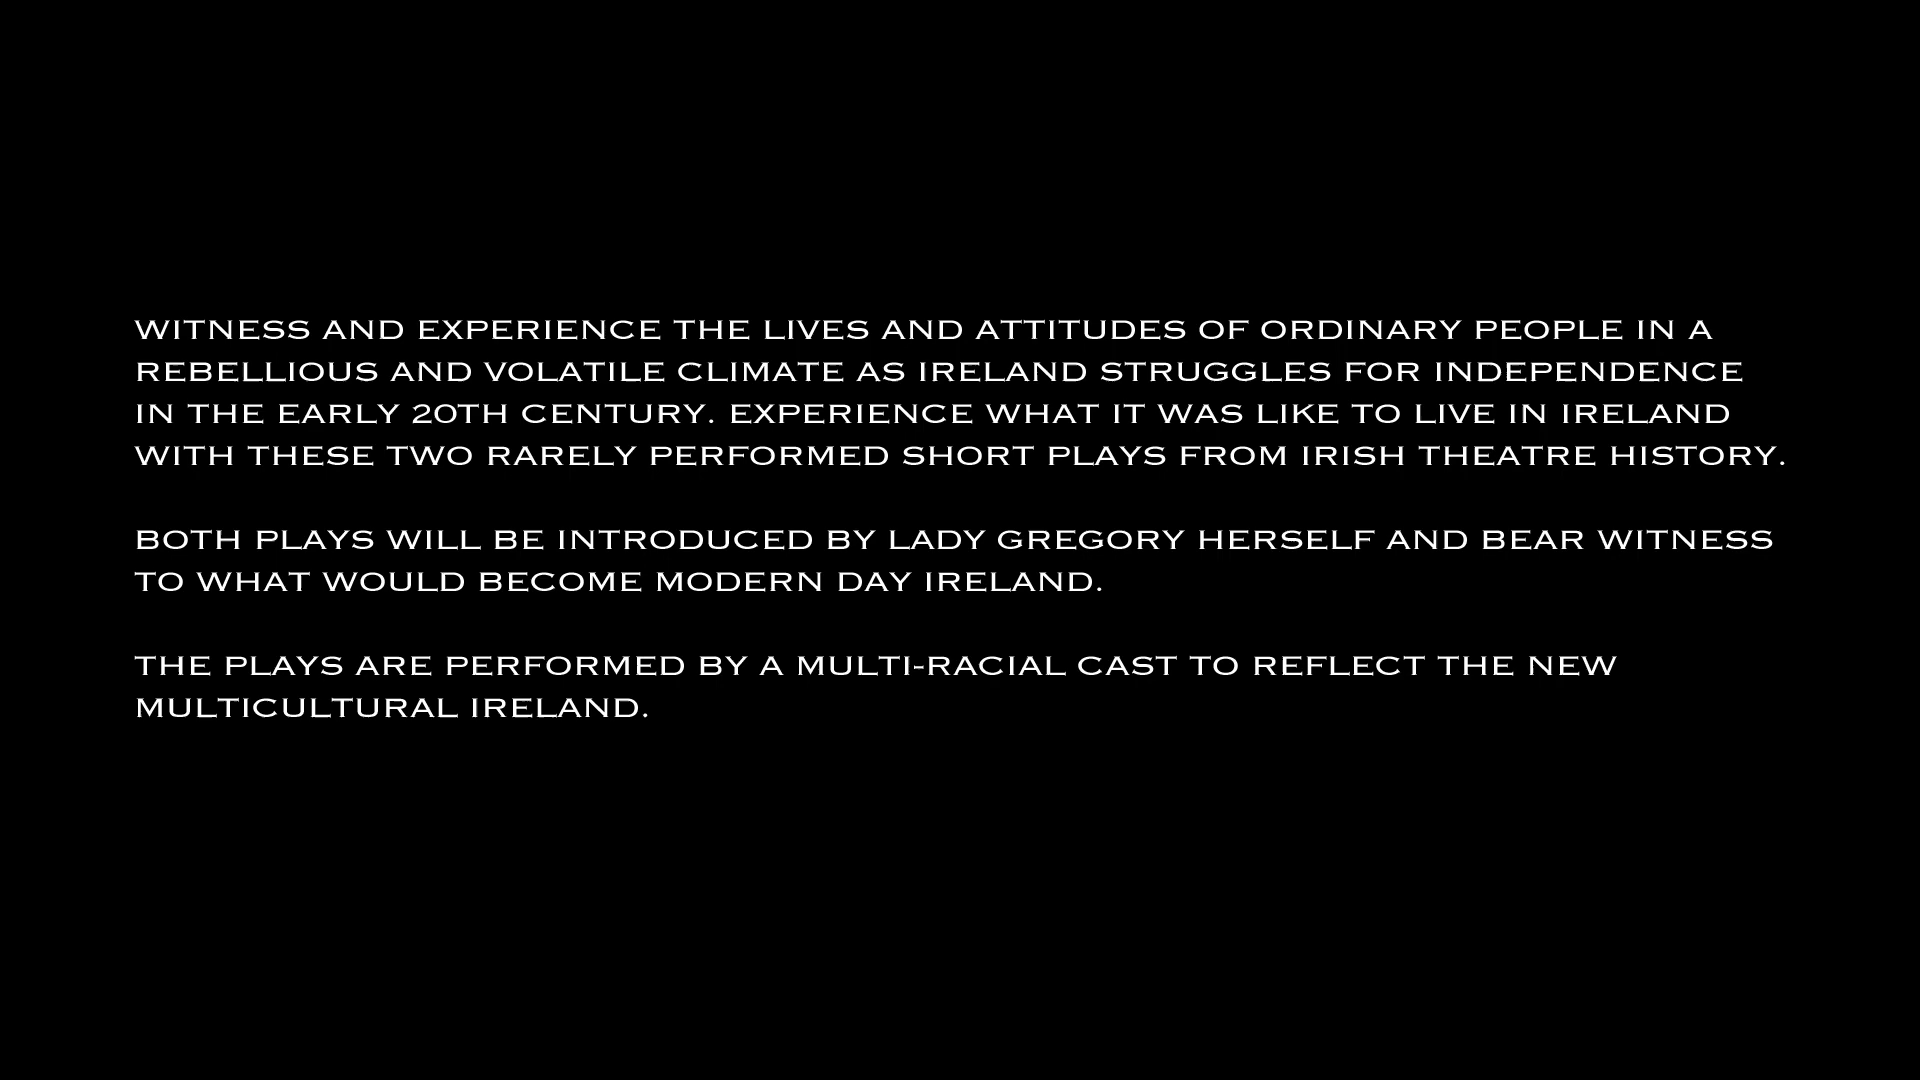 WITNESS AND EXPERIENCE THE LIVES AND ATTITUDES OF ORDINARY PEOPLE IN A
REBELLIOUS AND VOLATILE CLIMATE AS IRELAND STRUGGLES FOR INDEPENDENCE
IN THE EARLY 20TH CENTURY. EXPERIENCE WHAT IT WAS LIKE TO LIVE IN IRELAND
WITH THESE TWO RARELY PERFORMED SHORT PLAYS FROM IRISH THEATRE HISTORY.
BOTH PLAYS WILL BE INTRODUCED BY LADY GREGORY HERSELF AND BEAR WITNESS
TO WHAT WOULD BECOME MODERN DAY IRELAND.
THE PLAYS ARE PERFORMED BY A MULTI-RACIAL CAST TO REFLECT THE NEW
MULTICULTURAL IRELAND.